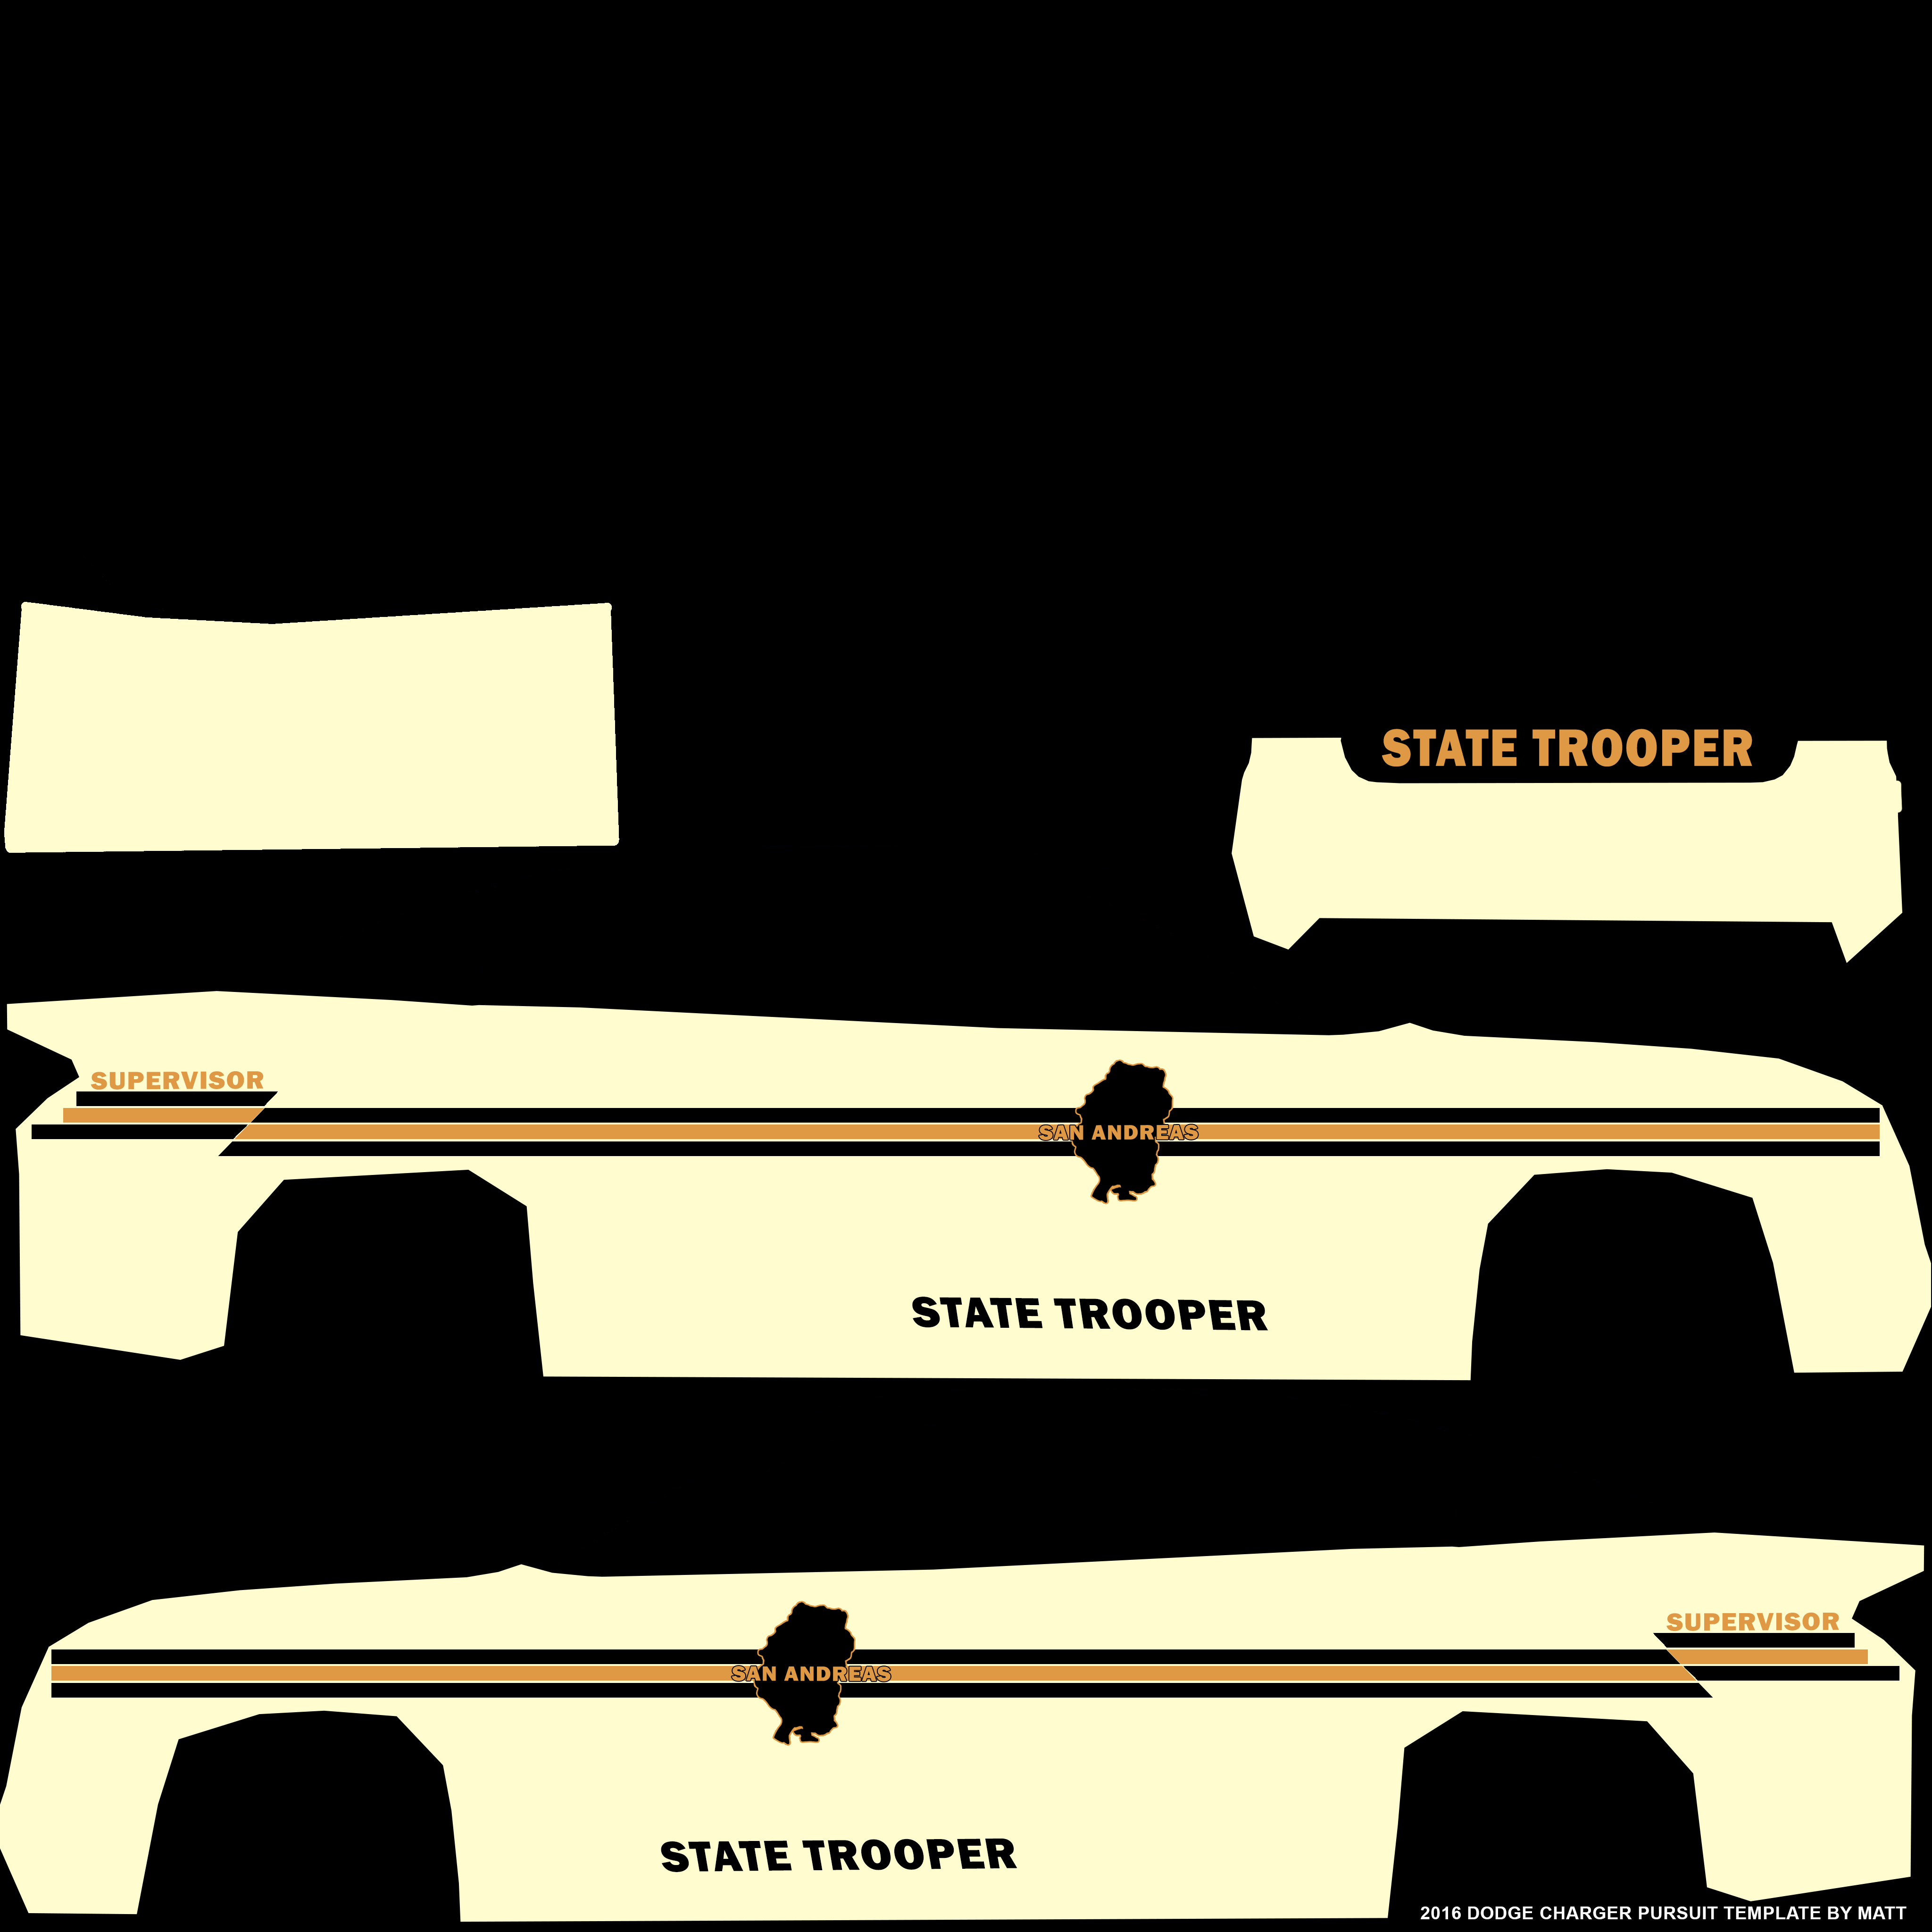 STATE TROOPER
SUPERVISOR
SAN ANDREAS
STATE TROOPER
SUPERVISOR
SAN ANDREAS
STATE TROOPER
2016 DODGE CHARGER PURSUIT TEMPLATE BY MATT